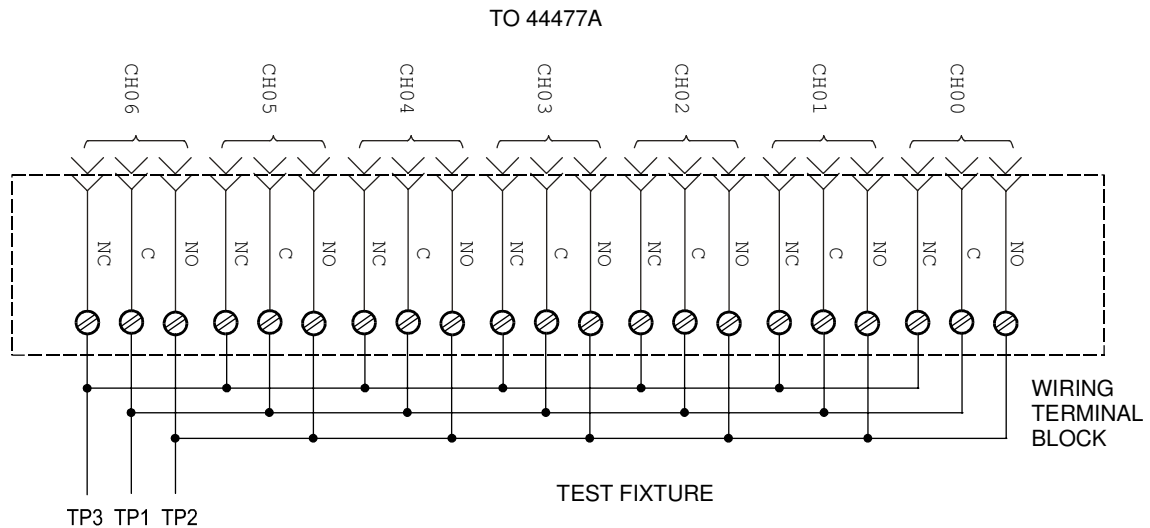 TO 44477A
CH06 CH05 CH04 CH03 CH02 CH01 CH00
NC C NO NC C NO NC C NO NC C NO NC C NO NC C NO NC C NO
WIRING
TERMINAL
BLOCK
TEST FIXTURE
TP3 TP1 TP2